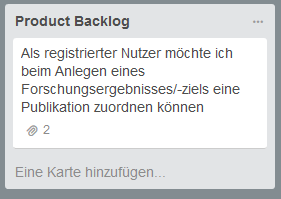 Product Backlog
Als registrierter Nutzer möchte ich
beim Anlegen eines
Forschungsergebnisses/-ziels eine
Publikation zuordnen können
2
Eine Karte hinzufügen...